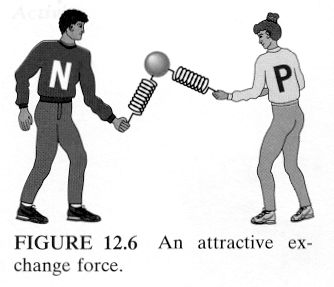 N P
FIGURE 12.6 An attractive ex-
change force.